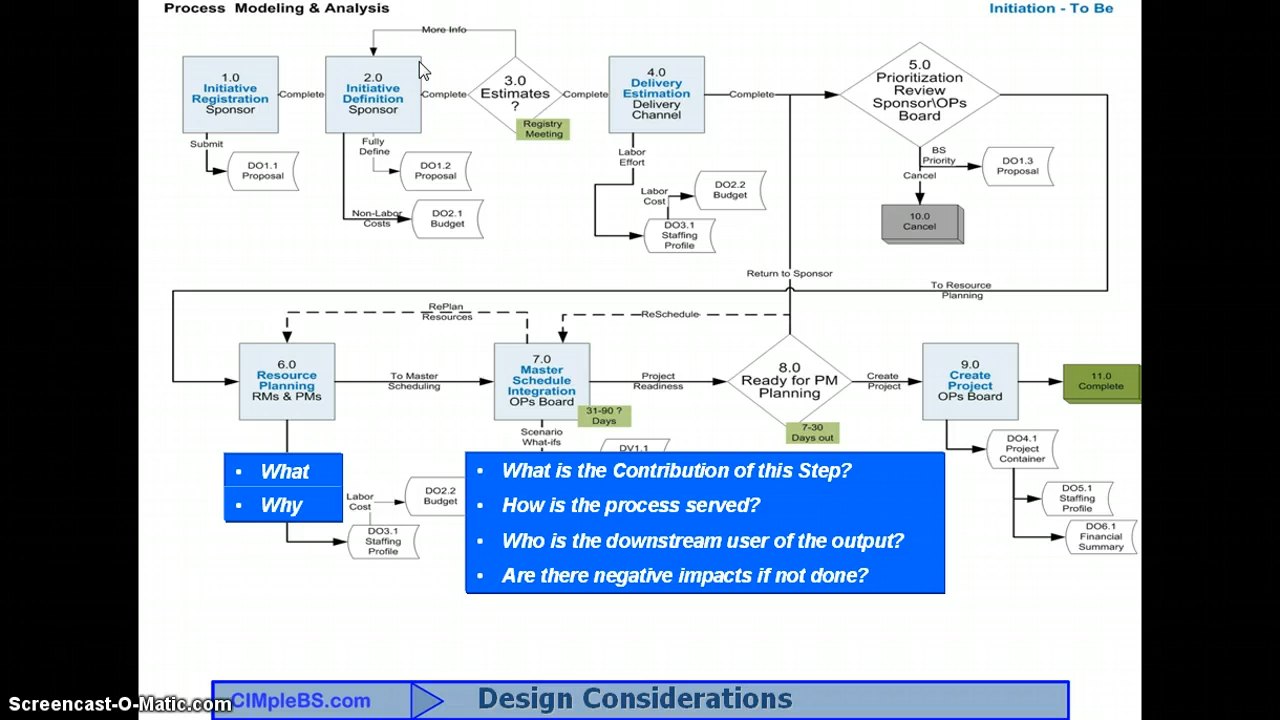 Process Modeling & Analysis
Initiation - To Be
More Info
1.0
Initiative
Registration
Sponsor
Complete
2.0
Initiative
Definition
Sponsor
Complete
3.0
Estimates
?
Registry
Meeting
Complete
4.0
Delivery
Estimation
Delivery
Channel
Complete
5.0
Prioritization
Review
Sponsor\OPs
Board
Submit
DO1.1
Proposal
Fully
Define
DO1.2
Proposal
Non-Labor
Costs
DO2.1
Budget
Labor
Effort
Labor
Cost
DO2.2
Budget
DO3.1
Staffing
Profile
BS
Priority
Cancel
DO1.3
Proposal
10.0
Cancel
Return to Sponsor
To Resource
Planning
RePlan
Resources
ReSchedule
6.0
Resource
Planning
RMs & PMs
To Master
Scheduling
7.0
Master
Schedule
Integration
OPs Board
31-90 ?
Days
Project
Readiness
8.0
Ready for PM
Planning
7-30
Days out
Create
Project
9.0
Create
Project
OPs Board
11.0
Complete
Scenario
What-ifs
DV1.1
DO4.1
Project
Container
DO5.1
Staffing
Profile
DO6.1
Financial
Summary
• What
• Why
Labor
Cost
DO2.2
Budget
DO3.1
Staffing
Profile
• What is the Contribution of this Step?
• How is the process served?
• Who is the downstream user of the output?
• Are there negative impacts if not done?
CIMpleBS.com
Design Considerations
Screencast-O-Matic.com